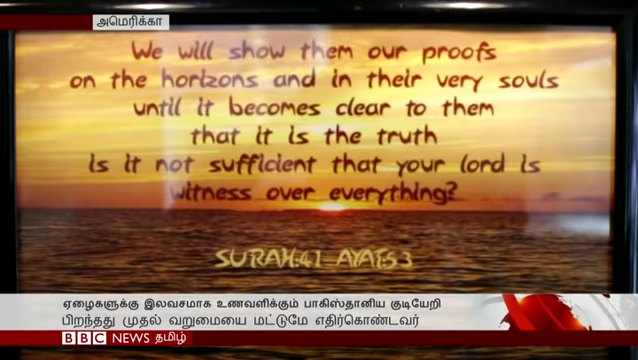 அமெரிக்கா
We will show them our proofs
on the horizons and in their very souls
until it becomes clear to them
that it is the truth
is it not sufficient that your lord is
witness over everything?
SURAH:41 AYAT:53
ஏழைகளுக்கு இலவசமாக உணவளிக்கும் பாகிஸ்தானிய குடியேறி
பிறந்தது முதல் வறுமையை மட்டுமே எதிர்கொண்டவர்
BBC NEWS தமிழ்